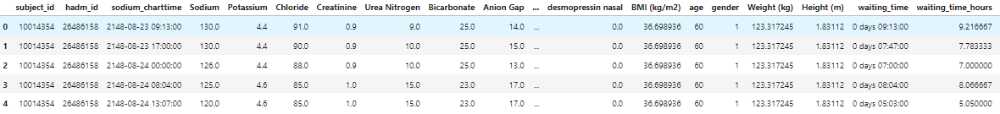 subject_id hadm_id sodium_charttime Sodium Potassium Chloride Creatinine Urea Nitrogen Bicarbonate Anion Gap ... desmopressin nasal BMI (kg/m2) age gender Weight (kg) Height (m) waiting_time waiting_time_hours
0 10014354 26486158 2148-08-23 09:13:00 130.0 4.4 91.0 0.9 9.0 25.0 14.0 ... 0.0 36.698936 60 1 123.317245 1.83112 0 days 09:13:00 9.216667
1 10014354 26486158 2148-08-23 17:00:00 130.0 4.4 90.0 0.9 10.0 25.0 15.0 ... 0.0 36.698936 60 1 123.317245 1.83112 0 days 07:47:00 7.783333
2 10014354 26486158 2148-08-24 00:00:00 126.0 4.4 88.0 0.9 10.0 25.0 13.0 ... 0.0 36.698936 60 1 123.317245 1.83112 0 days 07:00:00 7.000000
3 10014354 26486158 2148-08-24 08:04:00 125.0 4.6 85.0 1.0 15.0 23.0 17.0 ... 0.0 36.698936 60 1 123.317245 1.83112 0 days 08:04:00 8.066667
4 10014354 26486158 2148-08-24 13:07:00 120.0 4.6 85.0 1.0 15.0 23.0 17.0 ... 0.0 36.698936 60 1 123.317245 1.83112 0 days 05:03:00 5.050000